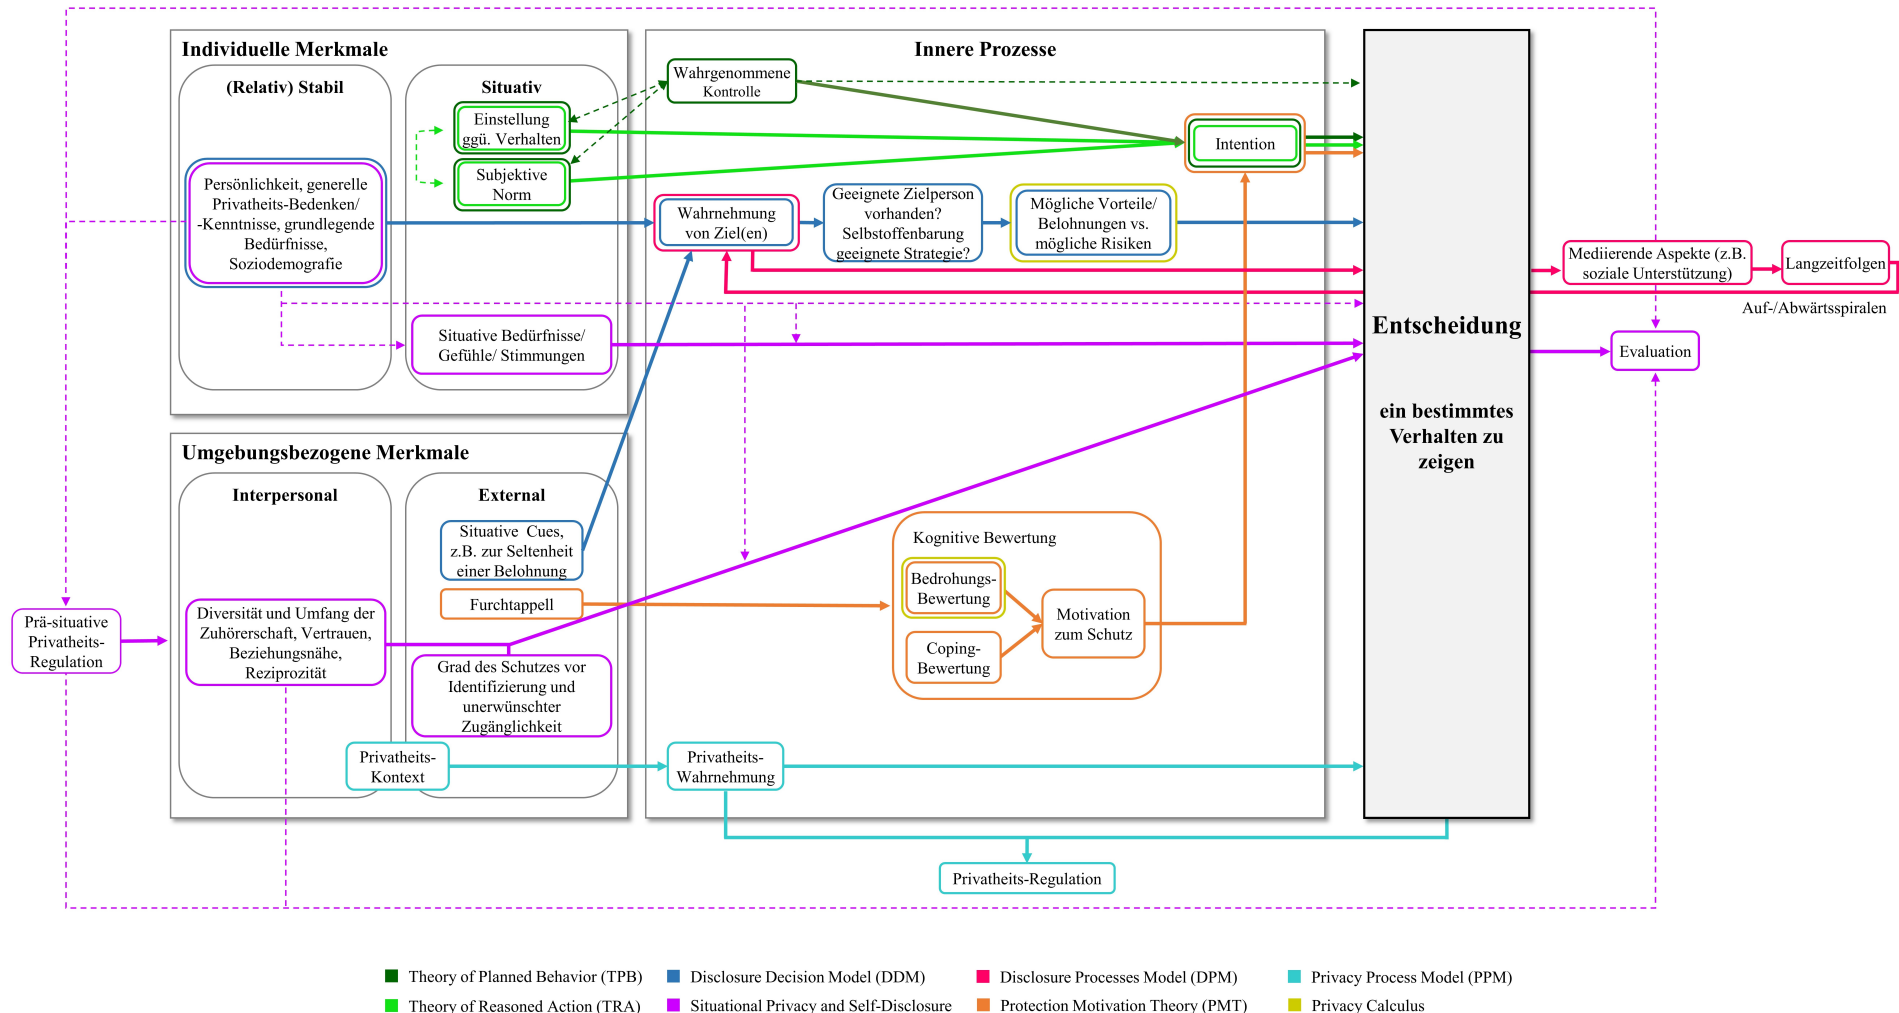 Individuelle Merkmale
(Relativ) Stabil
Persönlichkeit, generelle
Privatheits-Bedenken/
-Kenntnisse, grundlegende
Bedürfnisse,
Soziodemografie
Situativ
Einstellung
ggü. Verhalten
Subjektive
Norm
Situative Bedürfnisse/
Gefühle/ Stimmungen
Innere Prozesse
Wahrgenommene
Kontrolle
Intention
Wahrnehmung
von Ziel(en)
Geeignete Zielperson
vorhanden?
Selbstoffenbarung
geeignete Strategie?
Mögliche Vorteile/
Belohnungen vs.
mögliche Risiken
Entscheidung
ein bestimmtes
Verhalten zu
zeigen
Mediierende Aspekte (z.B.
soziale Unterstützung)
Langzeitfolgen
Auf-/Abwärtsspiralen
Evaluation
Umgebungsbezogene Merkmale
Interpersonal
External
Situative Cues,
z.B. zur Seltenheit
einer Belohnung
Furchtappell
Prä-situative
Privatheits-
Regulation
Diversität und Umfang der
Zuhörerschaft, Vertrauen,
Beziehungsnähe,
Reziprozität
Grad des Schutzes vor
Identifizierung und
unerwünschter
Zugänglichkeit
Privatheits-
Kontext
Kognitive Bewertung
Bedrohungs-
Bewertung
Coping-
Bewertung
Motivation
zum Schutz
Privatheits-
Wahrnehmung
Privatheits-Regulation
Theory of Planned Behavior (TPB)
Disclosure Decision Model (DDM)
Disclosure Processes Model (DPM)
Privacy Process Model (PPM)
Theory of Reasoned Action (TRA)
Situational Privacy and Self-Disclosure
Protection Motivation Theory (PMT)
Privacy Calculus